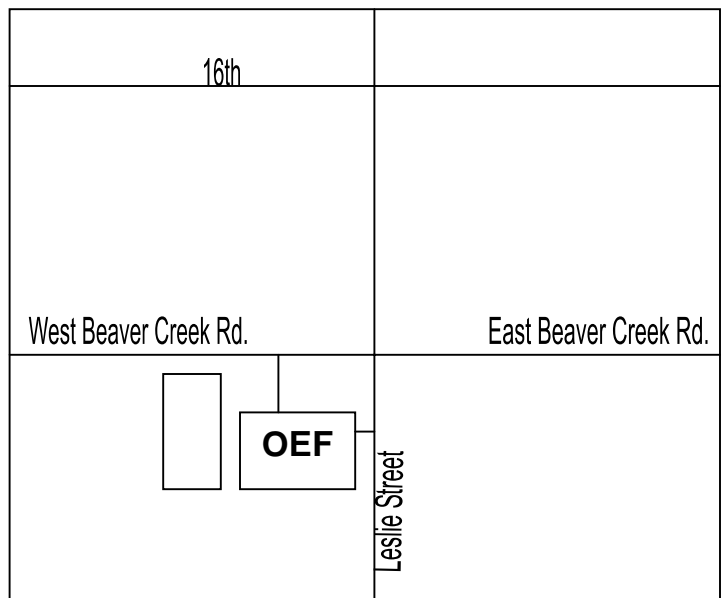 16th
West Beaver Creek Rd.
East Beaver Creek Rd.
OEF
Leslie Street